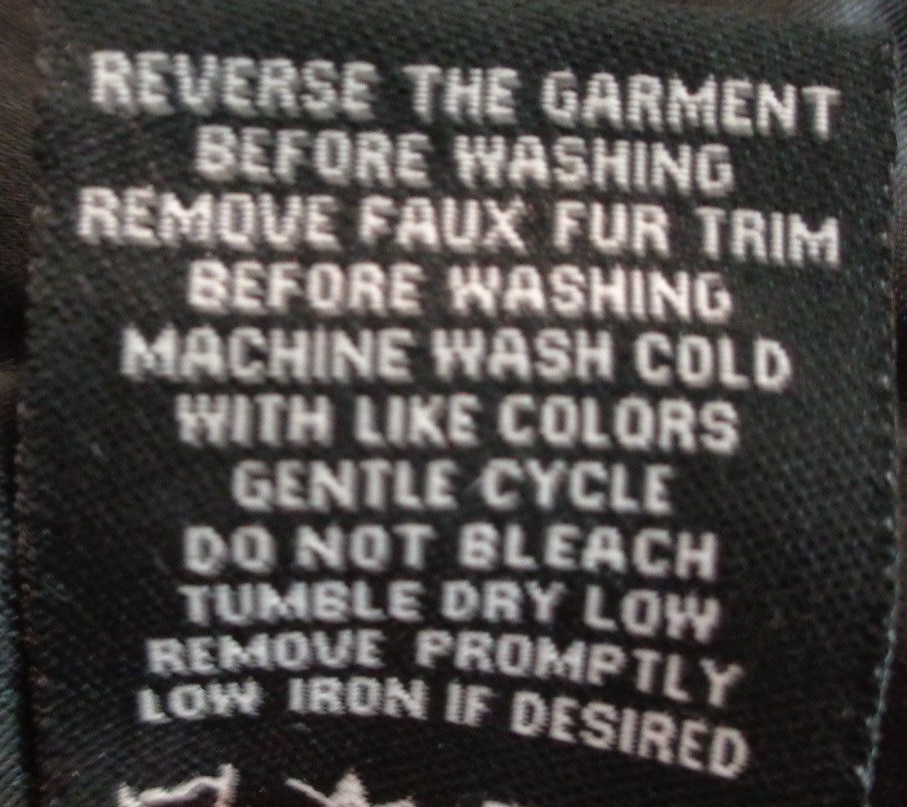 REVERSE THE GARMENT
BEFORE WASHING
REMOVE FAUX FUR TRIM
BEFORE WASHING
MACHINE WASH COLD
WITH LIKE COLORS
GENTLE CYCLE
DO NOT BLEACH
TUMBLE DRY LOW
REMOVE PROMPTLY
LOW IRON IF DESIRED